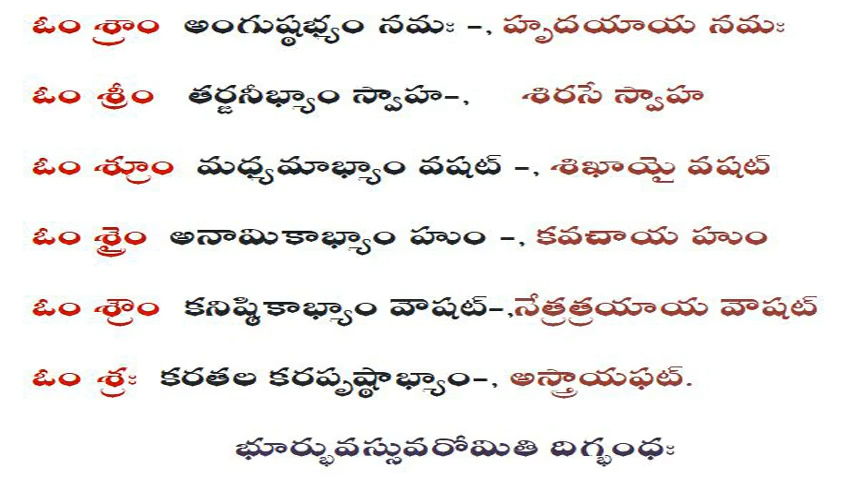 ఓం శ్రాం అంగుష్ఠభ్యం నమః –, హృదయాయ నమః
ఓం శ్రీం తర్జనీభ్యాం స్వాహ–, శిరసే స్వాహ
ఓం శ్రూం మధ్యమాభ్యాం వషట్ –, శిఖాయై వషట్
ఓం శ్రైం అనామికాభ్యాం హుం –, కవచాయ హుం
ఓం శ్రౌం కనిష్ఠికాభ్యాం వౌషట్–,నేత్రత్రయాయ వౌషట్
ఓం శ్రః కరతల కరపృష్ఠాభ్యాం–, అస్త్రాయఫట్.
భూర్భువస్సువరోమితి దిగ్భంధః